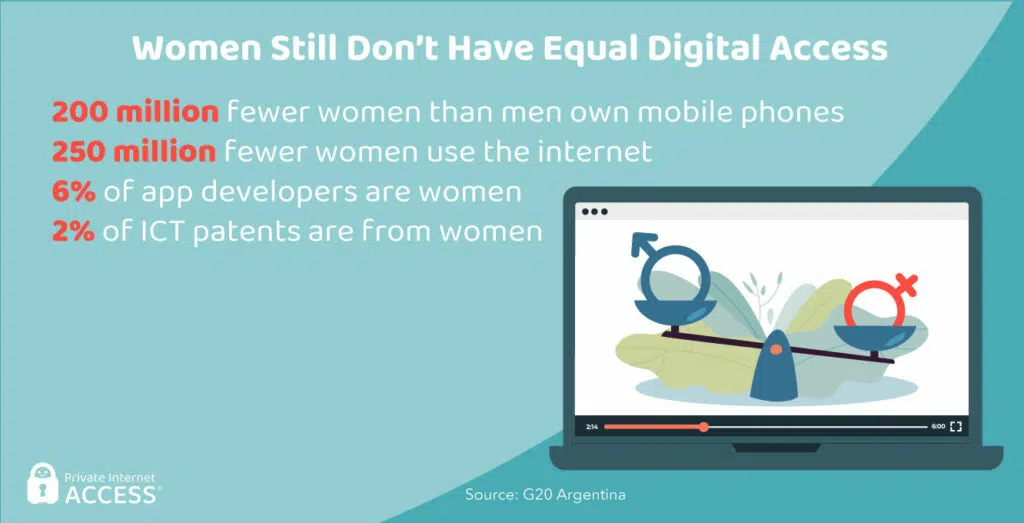 Women Still Don't Have Equal Digital Access
200 million fewer women than men own mobile phones
250 million fewer women use the internet
6% of app developers are women
2% of ICT patents are from women
2:14
6:00
Private Internet
ACCESS®
Source: G20 Argentina